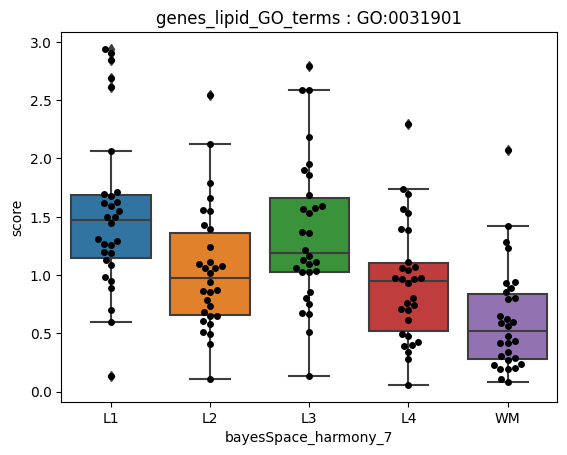 genes_lipid_GO_terms : GO:0031901
3.0
2.5
2.0
1.5
1.0
0.5
0.0
score
L1 L2 L3 L4 WM
bayesSpace_harmony_7